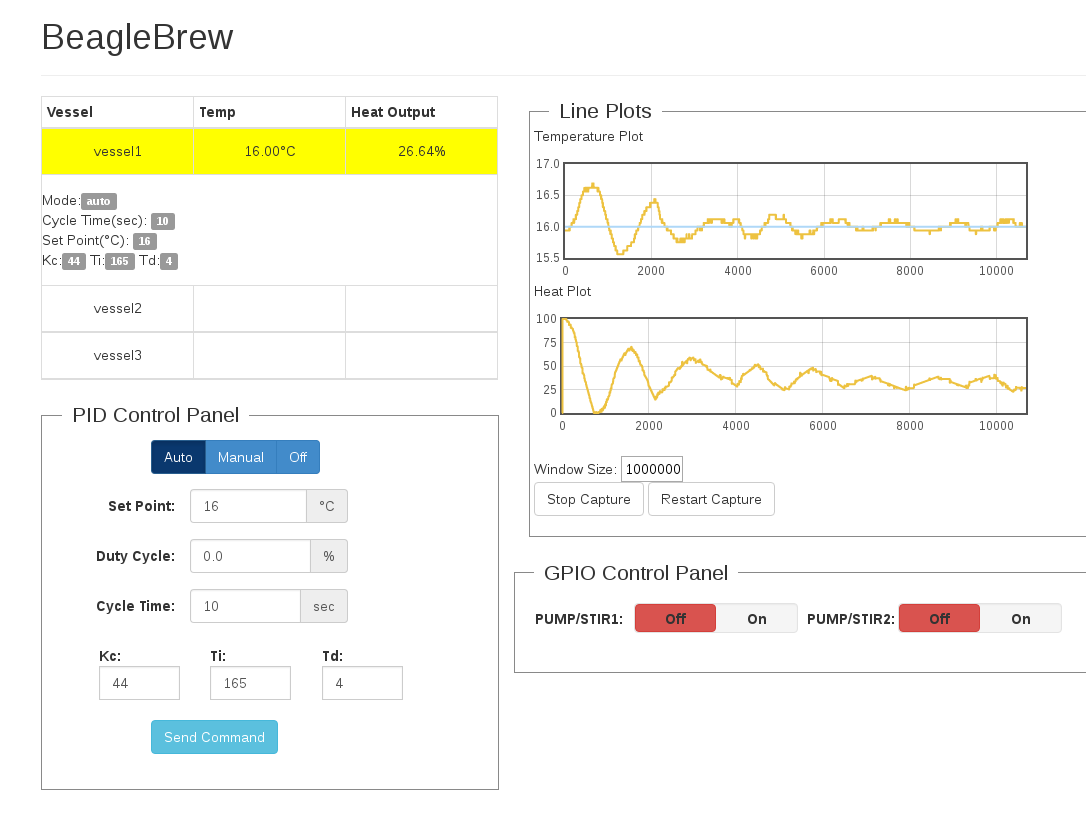 BeagleBrew
Vessel Temp Heat Output
vessel1 16.00°C 26.64%
Mode: auto
Cycle Time(sec): 10
Set Point(°C): 16
Kc: 44 Ti: 165 Td: 4
vessel2
vessel3
PID Control Panel
Auto Manual Off
Set Point: 16 °C
Duty Cycle: 0.0 %
Cycle Time: 10 sec
Kc: Ti: Td:
44 165 4
Send Command
Line Plots
Temperature Plot
17.0
16.5
16.0
15.5
0 2000 4000 6000 8000 10000
Heat Plot
100
75
50
25
0
0 2000 4000 6000 8000 10000
Window Size: 1000000
Stop Capture Restart Capture
GPIO Control Panel
PUMP/STIR1: Off On PUMP/STIR2: Off On